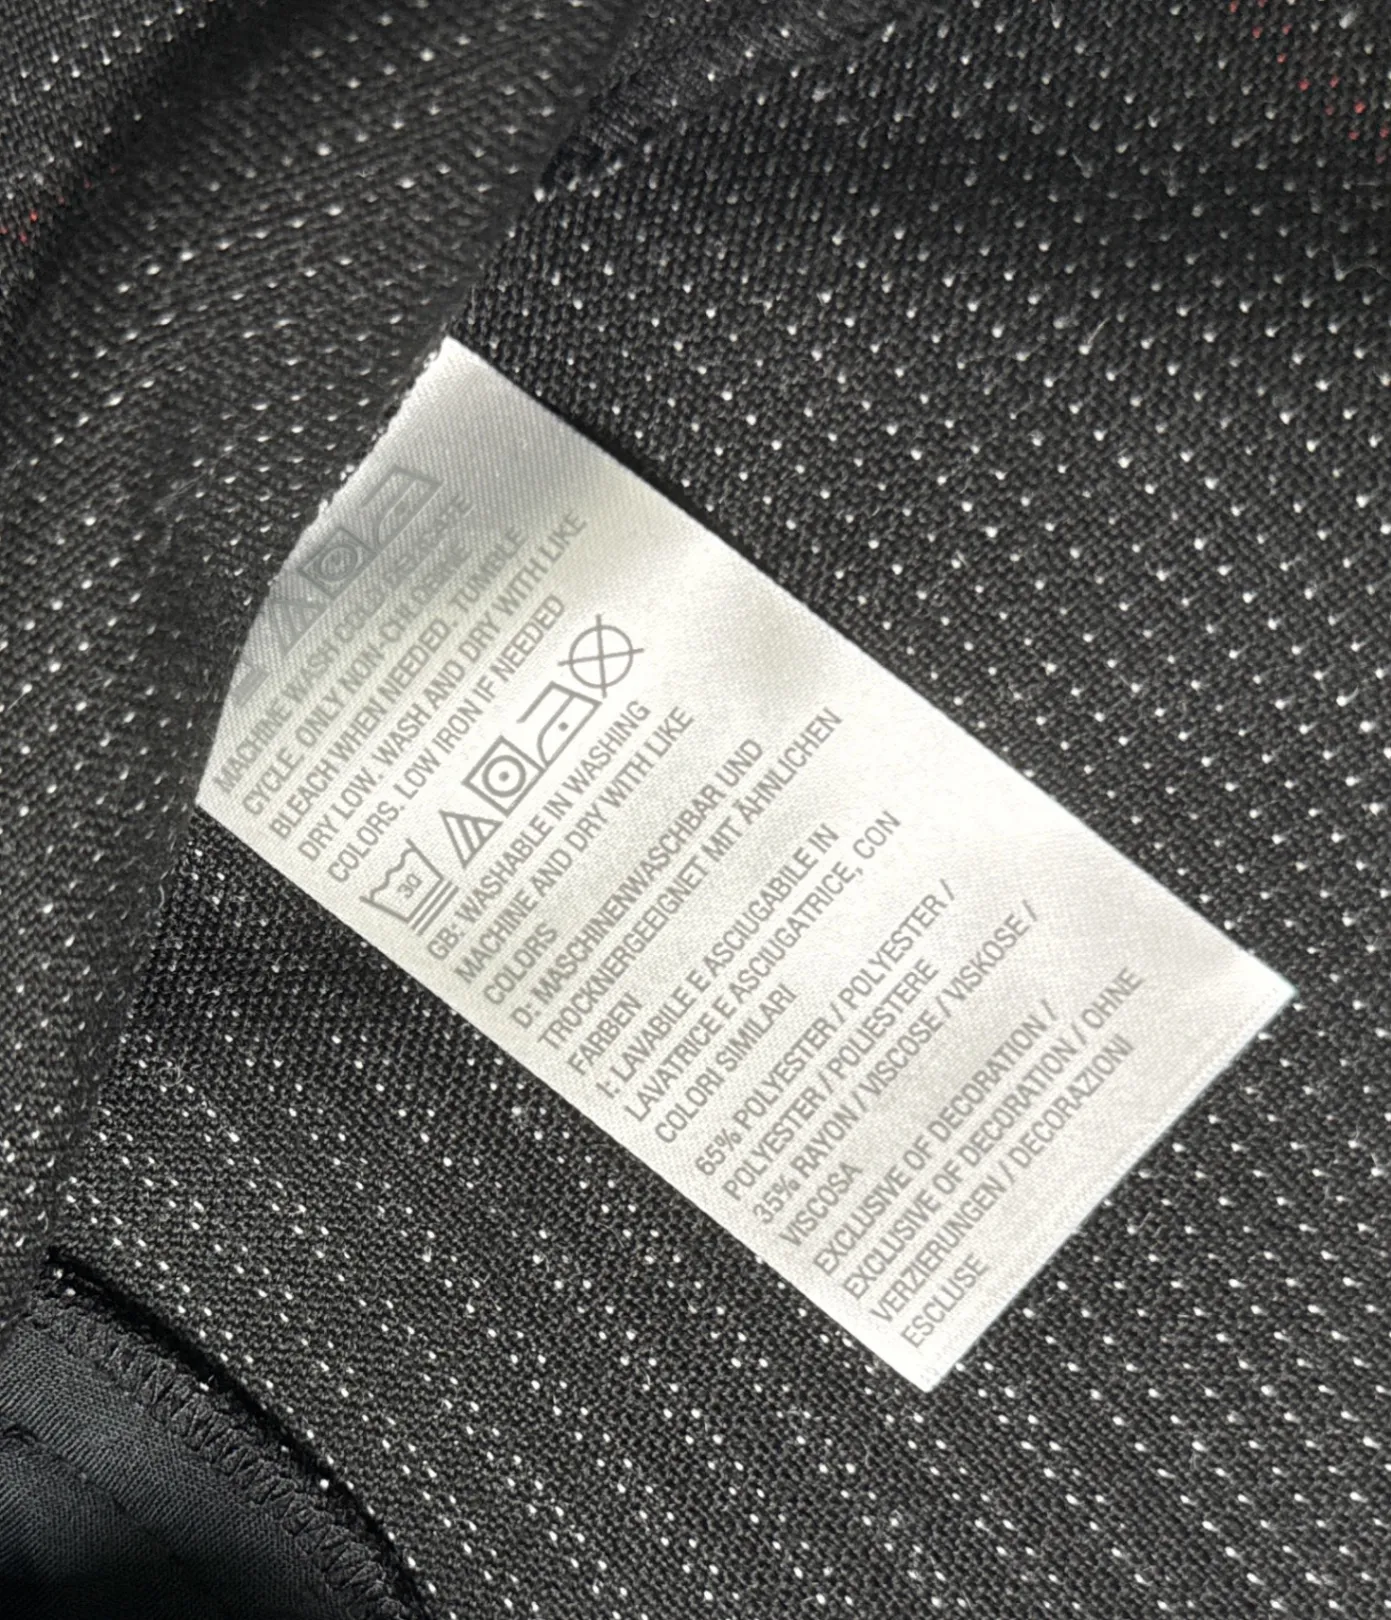 MACHINE WASH COLD DELICATE
CYCLE. ONLY NON-CHLORINE
BLEACH WHEN NEEDED. TUMBLE
DRY LOW. WASH AND DRY WITH LIKE
COLORS. LOW IRON IF NEEDED
30
GB: WASHABLE IN WASHING
MACHINE AND DRY WITH LIKE
COLORS
D: MASCHINENWASCHBAR UND
TROCKNERGEEIGNET MIT ÄHNLICHEN
FARBEN
I: LAVABILE E ASCIUGABILE IN
LAVATRICE E ASCIUGATRICE, CON
COLORI SIMILARI
65% POLYESTER / POLYESTER /
POLYESTER / POLIESTERE
35% RAYON / VISCOSE / VISKOSE /
VISCOSA
EXCLUSIVE OF DECORATION /
EXCLUSIVE OF DECORATION / OHNE
VERZIERUNGEN / DECORAZIONI
ESCLUSE